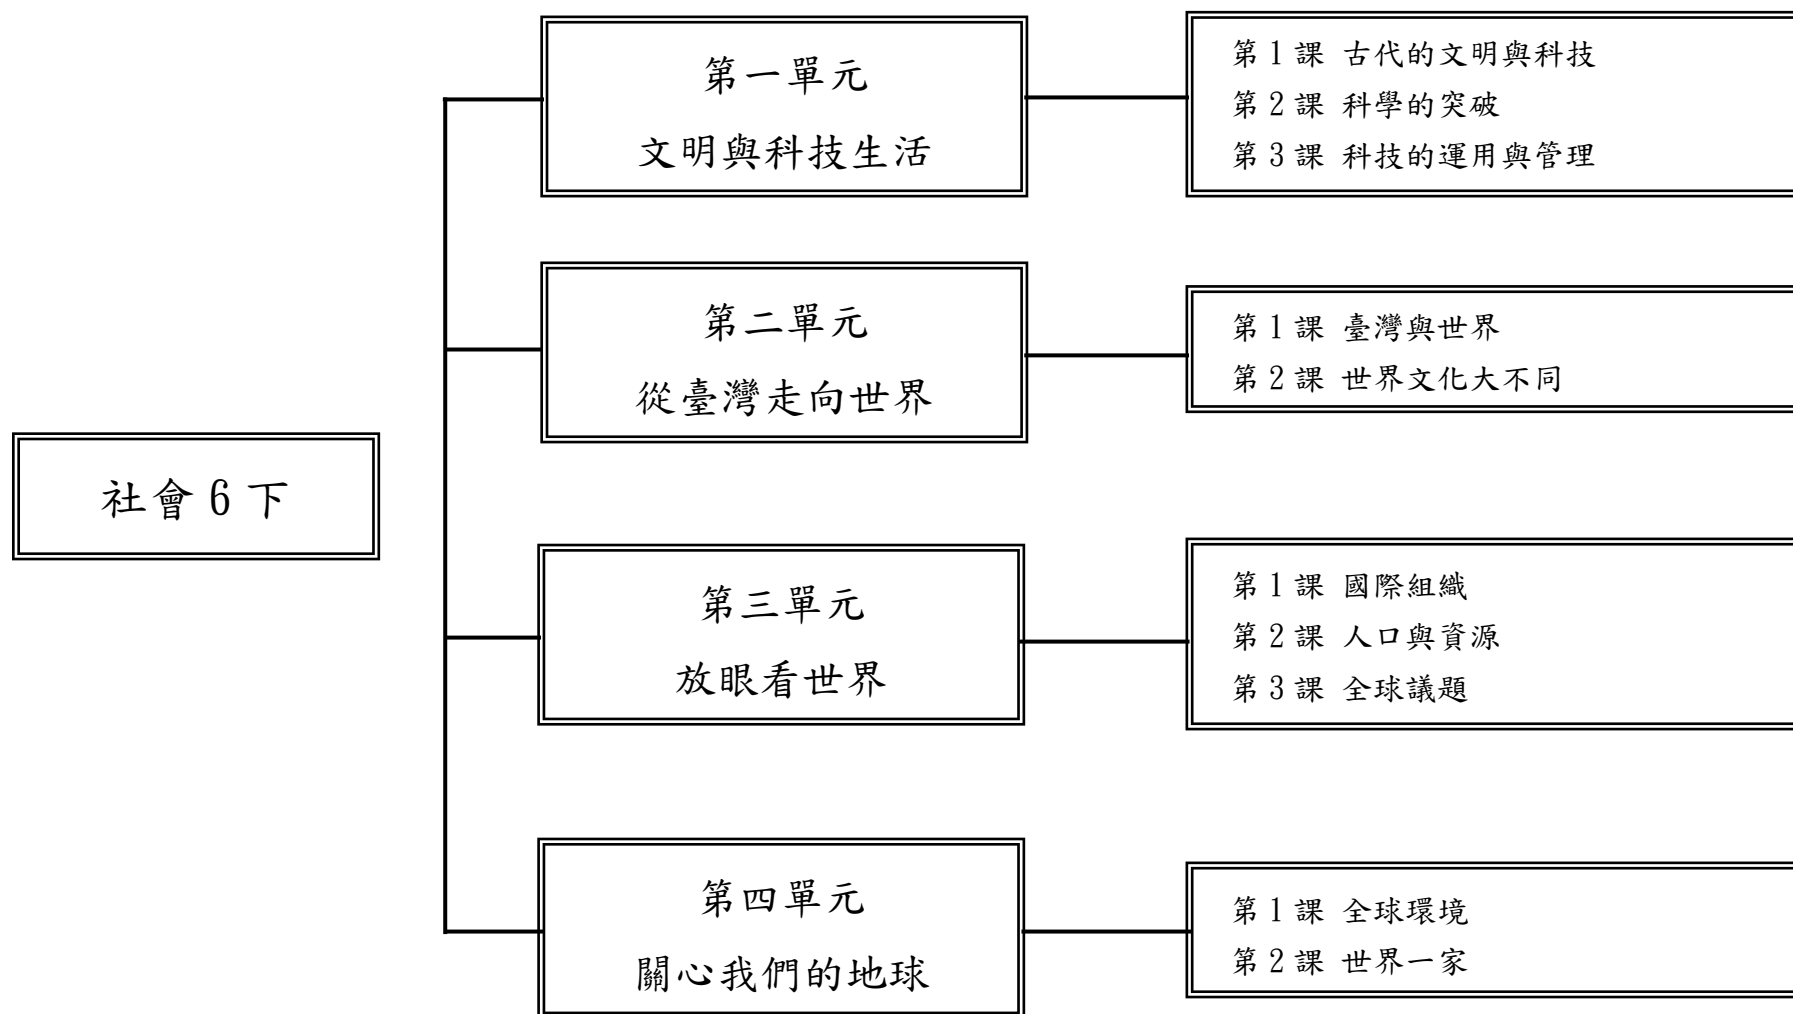 社會 6 下
第一單元
文明與科技生活
第 1 課 古代的文明與科技
第 2 課 科學的突破
第 3 課 科技的運用與管理
第二單元
從臺灣走向世界
第 1 課 臺灣與世界
第 2 課 世界文化大不同
第三單元
放眼看世界
第 1 課 國際組織
第 2 課 人口與資源
第 3 課 全球議題
第四單元
關心我們的地球
第 1 課 全球環境
第 2 課 世界一家